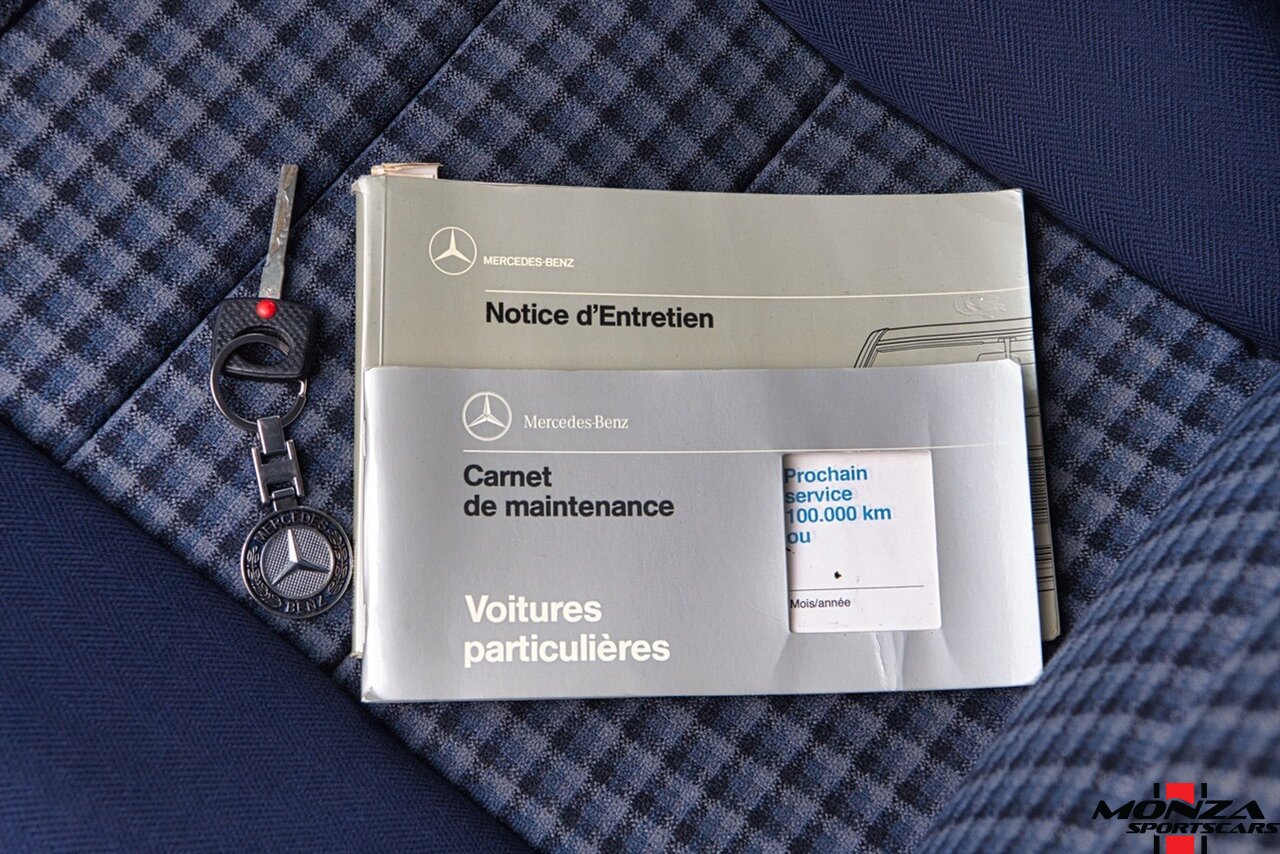 MERCEDES-BENZ
Notice d'Entretien
Mercedes-Benz
Carnet
de maintenance
Prochain
service
100.000 km
ou
Mois/année
Voitures
particulières
MERCEDES
BENZ
MONZA
SPORTSCARS